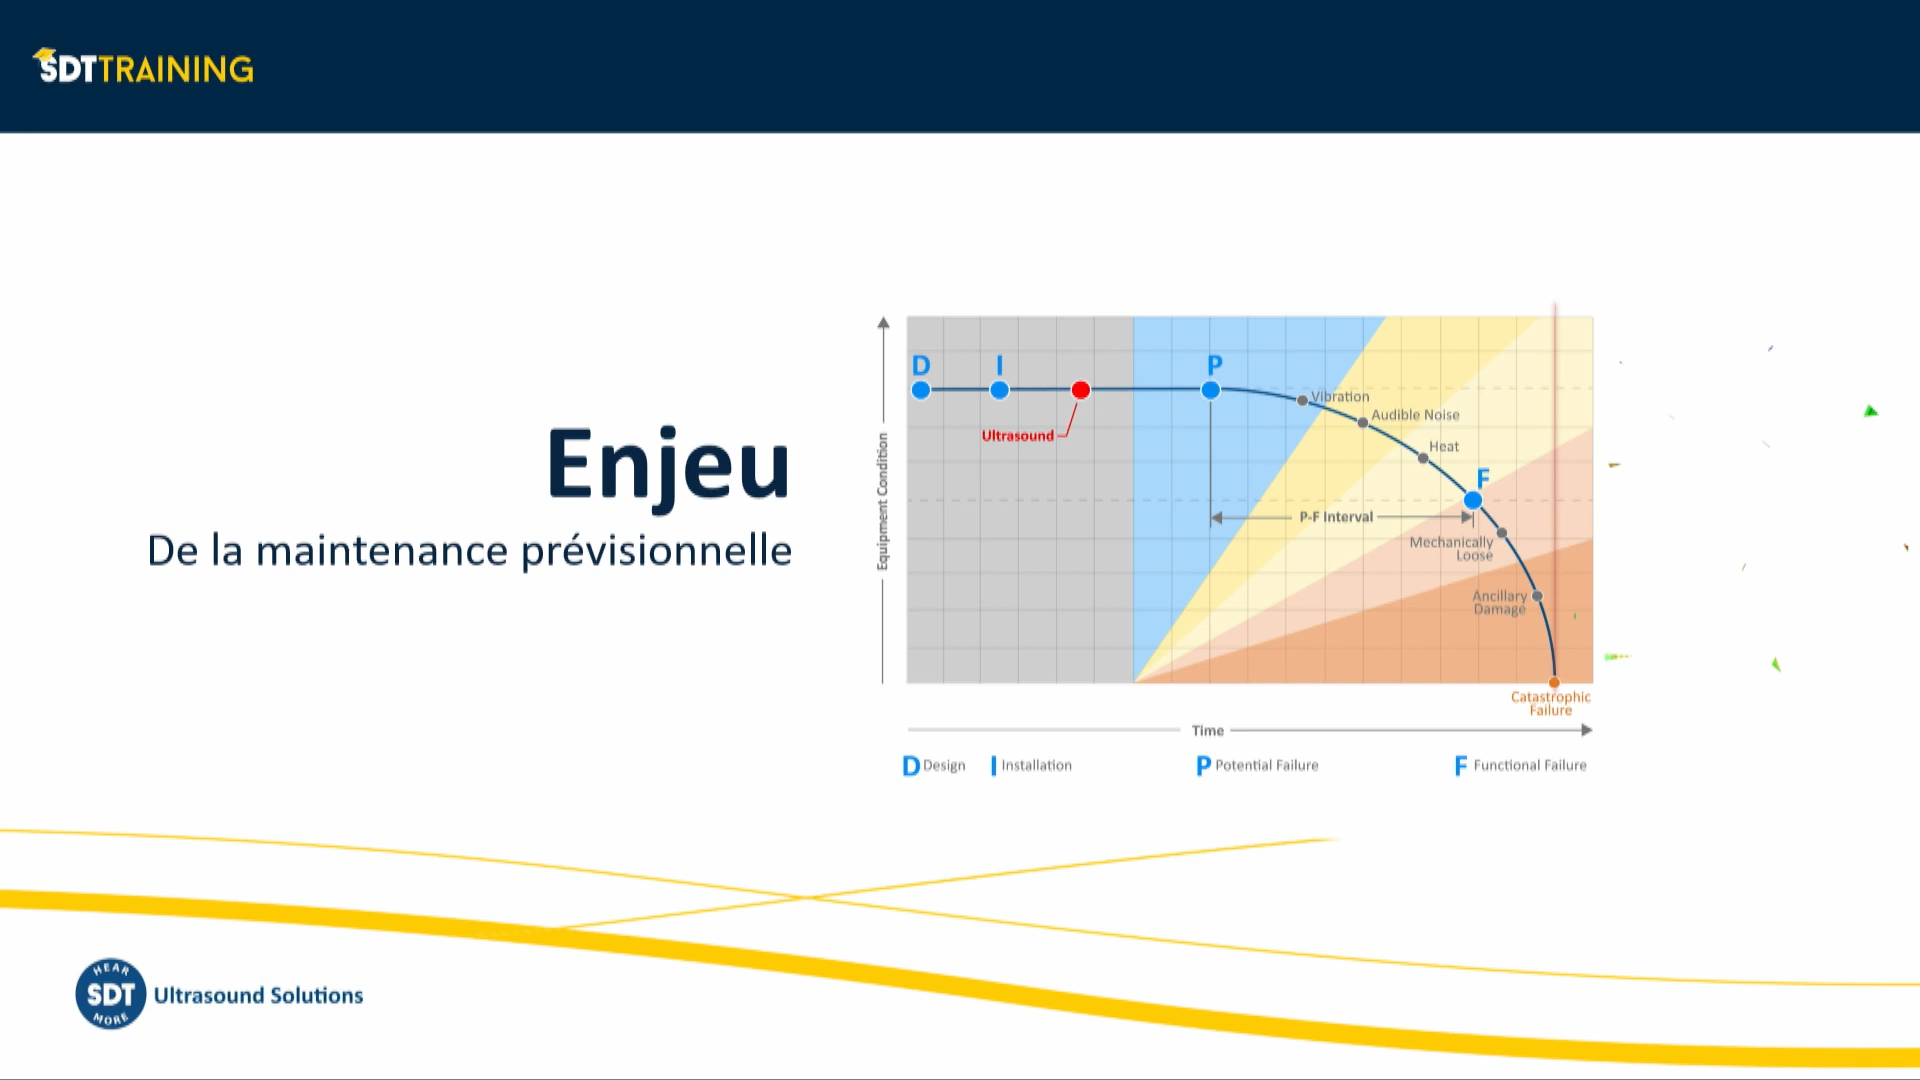 SDTTRAINING
Enjeu
De la maintenance prévisionnelle
Equipment Condition
D
I
P
Ultrasound
Vibration
Audible Noise
Heat
F
P-F Interval
Mechanically
Loose
Ancillary
Damage
Catastrophic
Failure
Time
D Design
I Installation
P Potential Failure
F Functional Failure
HEAR
SDT
MORE
Ultrasound Solutions